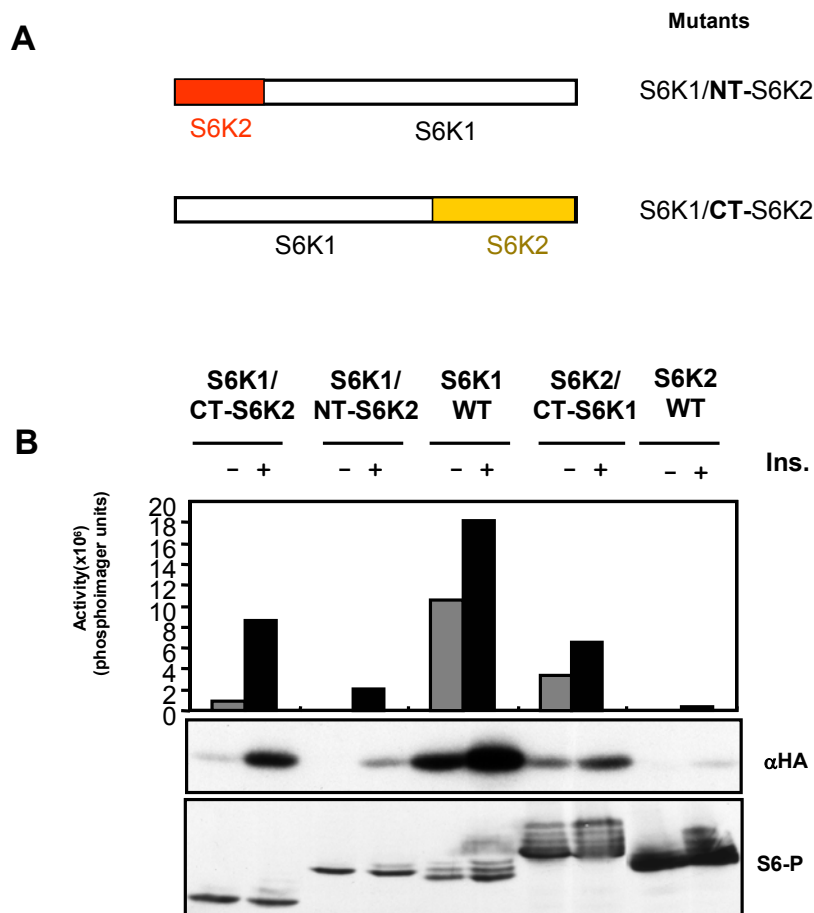 A
Mutants
S6K2
S6K1
S6K1/NT-S6K2
S6K1
S6K2
S6K1/CT-S6K2
B
S6K1/
CT-S6K2
S6K1/
NT-S6K2
S6K1
WT
S6K2/
CT-S6K1
S6K2
WT
– + – + – + – + – + Ins.
Activity(x10⁶)
(phosphoimager units)
20
18
16
14
12
10
8
6
4
2
0
αHA
S6-P